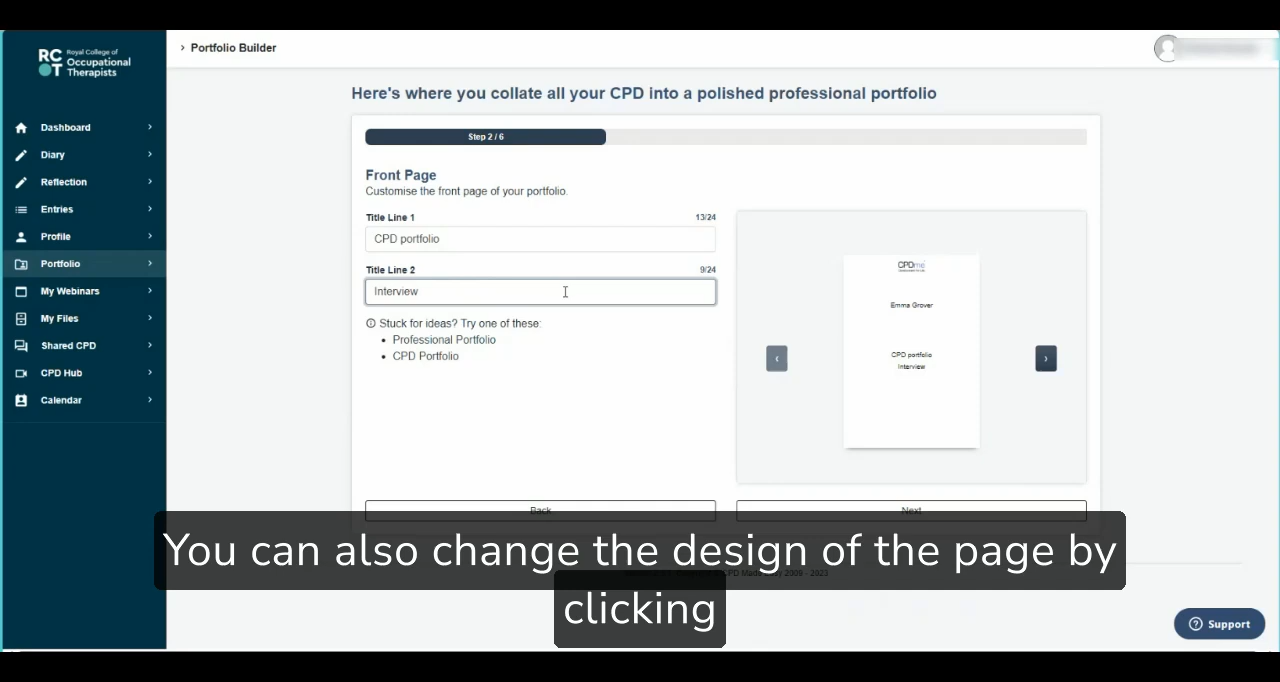 RC
OT
Royal College of
Occupational
Therapists
Portfolio Builder
Dashboard
Diary
Reflection
Entries
Profile
Portfolio
My Webinars
My Files
Shared CPD
CPD Hub
Calendar
Here's where you collate all your CPD into a polished professional portfolio
Step 2 / 6
Front Page
Customise the front page of your portfolio.
Title Line 1 13/24
CPD portfolio
Title Line 2 9/24
Interview
Stuck for ideas? Try one of these:
Professional Portfolio
CPD Portfolio
CPDme
Emma Grover
CPD portfolio
Interview
Back
Next
You can also change the design of the page by
clicking
Support